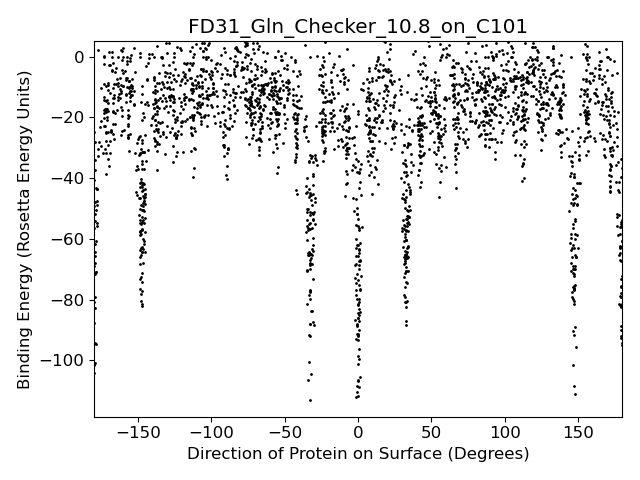 FD31_Gln_Checker_10.8_on_C101
Binding Energy (Rosetta Energy Units)
0
−20
−40
−60
−80
−100
−150 −100 −50 0 50 100 150
Direction of Protein on Surface (Degrees)